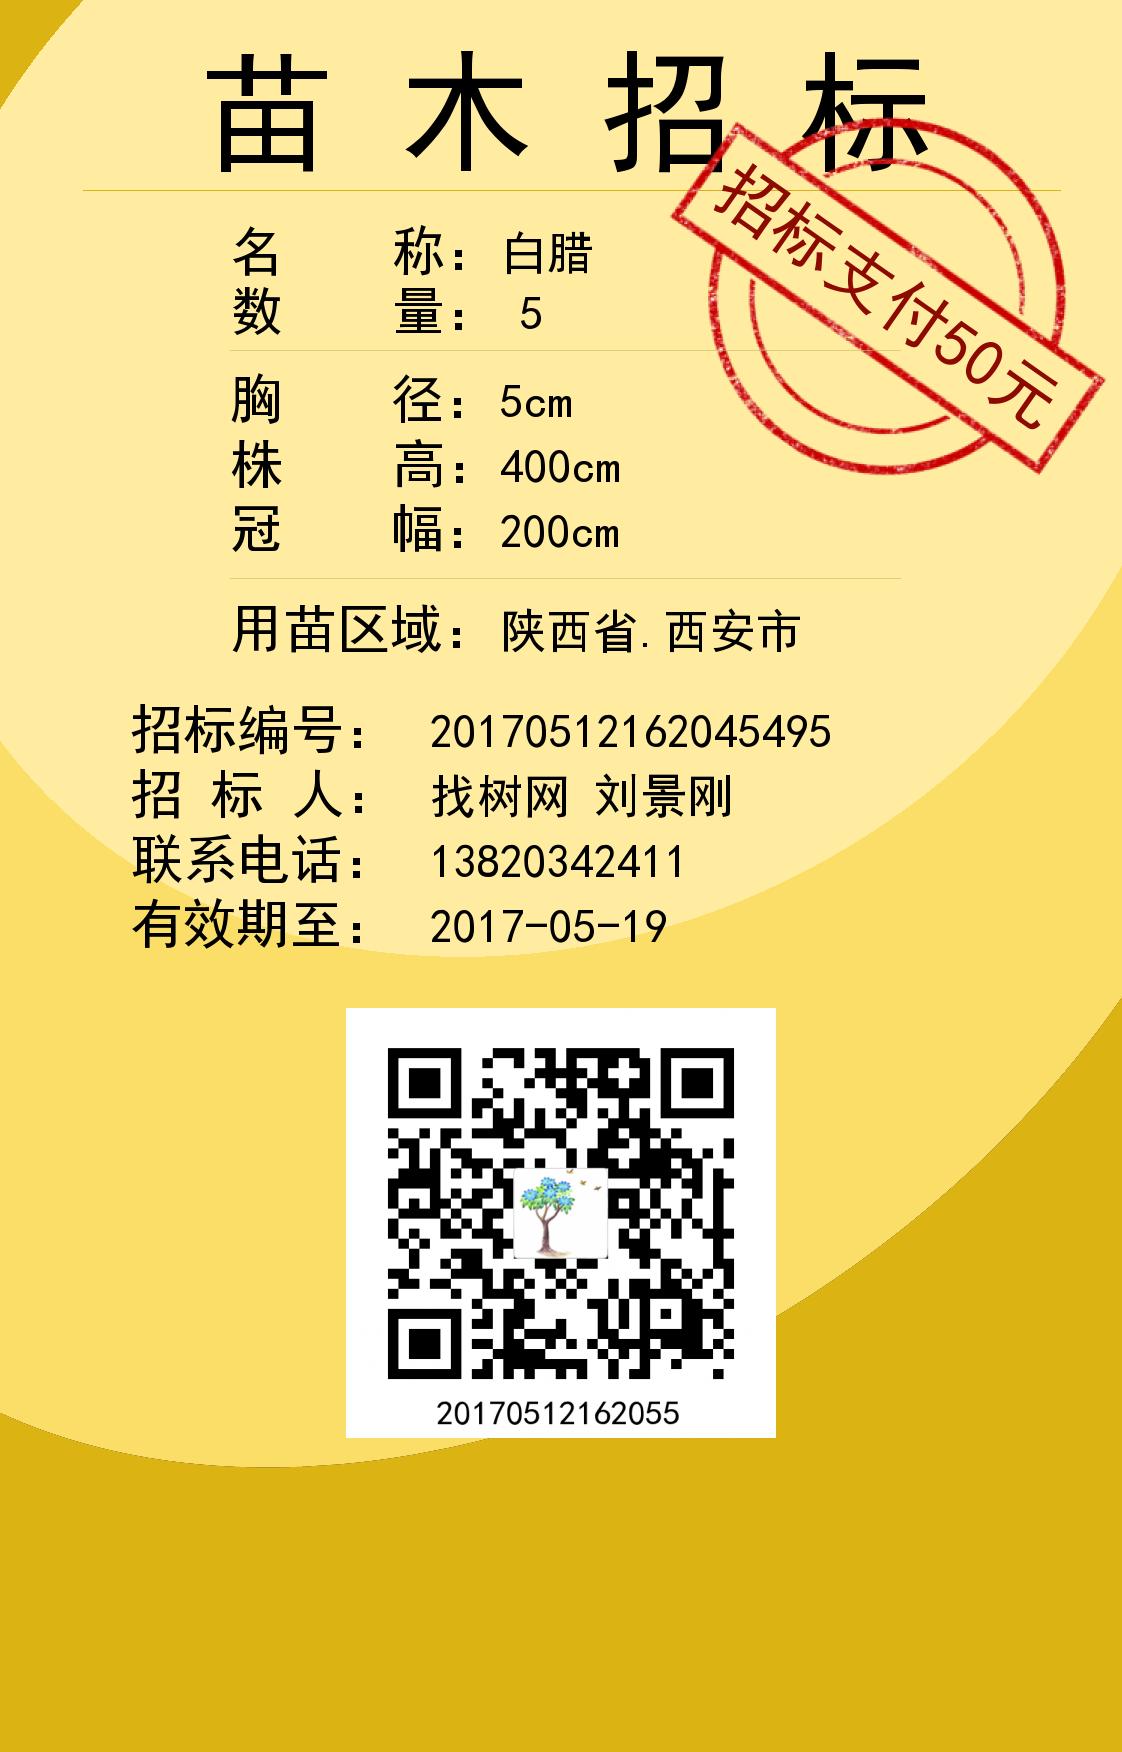 苗木招标
招标支付50元
名 称：白腊
数 量： 5
胸 径：5cm
株 高：400cm
冠 幅：200cm
用苗区域：陕西省.西安市
招标编号： 20170512162045495
招 标 人： 找树网 刘景刚
联系电话： 13820342411
有效期至： 2017-05-19
20170512162055